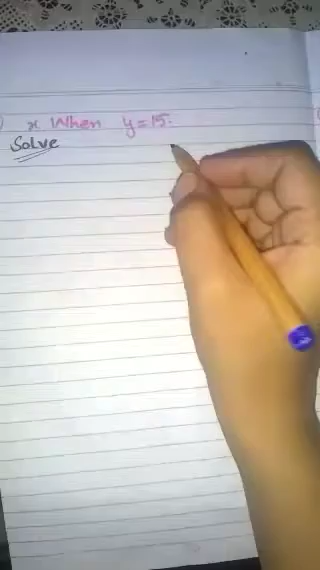 ) x When y = 15.
Solve